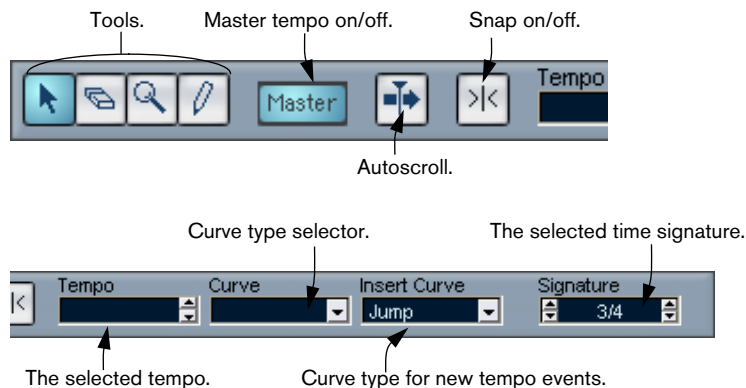 Tools.
Master tempo on/off.
Snap on/off.
Master
>|<
Tempo
Autoscroll.
Curve type selector.
The selected time signature.
|<
Tempo
Curve
Insert Curve
Signature
Jump
3/4
The selected tempo.
Curve type for new tempo events.